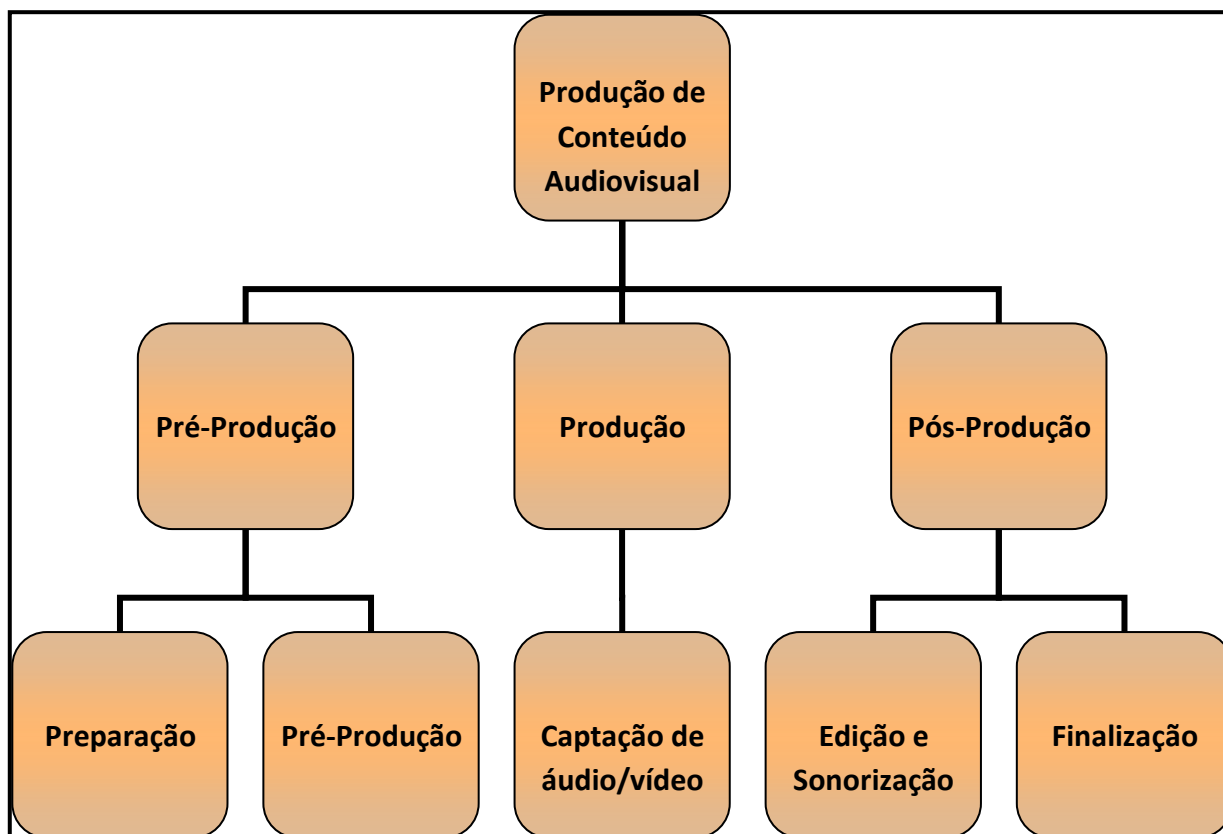 Produção de
Conteúdo
Audiovisual
Pré-Produção
Produção
Pós-Produção
Preparação
Pré-Produção
Captação de
áudio/vídeo
Edição e
Sonorização
Finalização